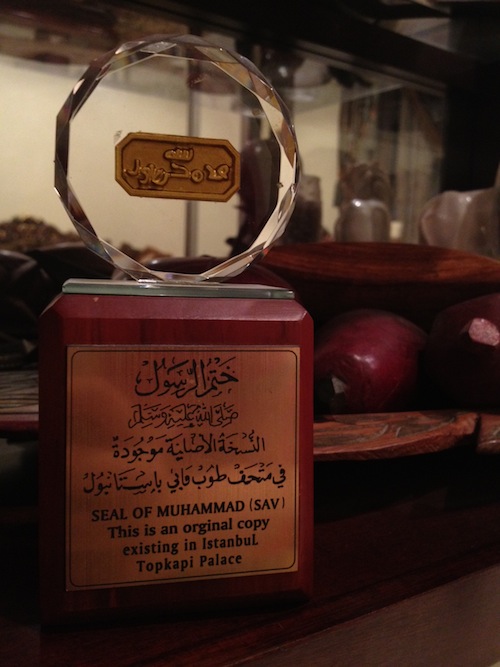 ختم الرسول
صلى الله عليه وسلم
النسخة الأصلية موجودة
في متحف طوب قابي بإستانبول
SEAL OF MUHAMMAD (SAV)
This is an orginal copy
existing in Istanbul.
Topkapi Palace